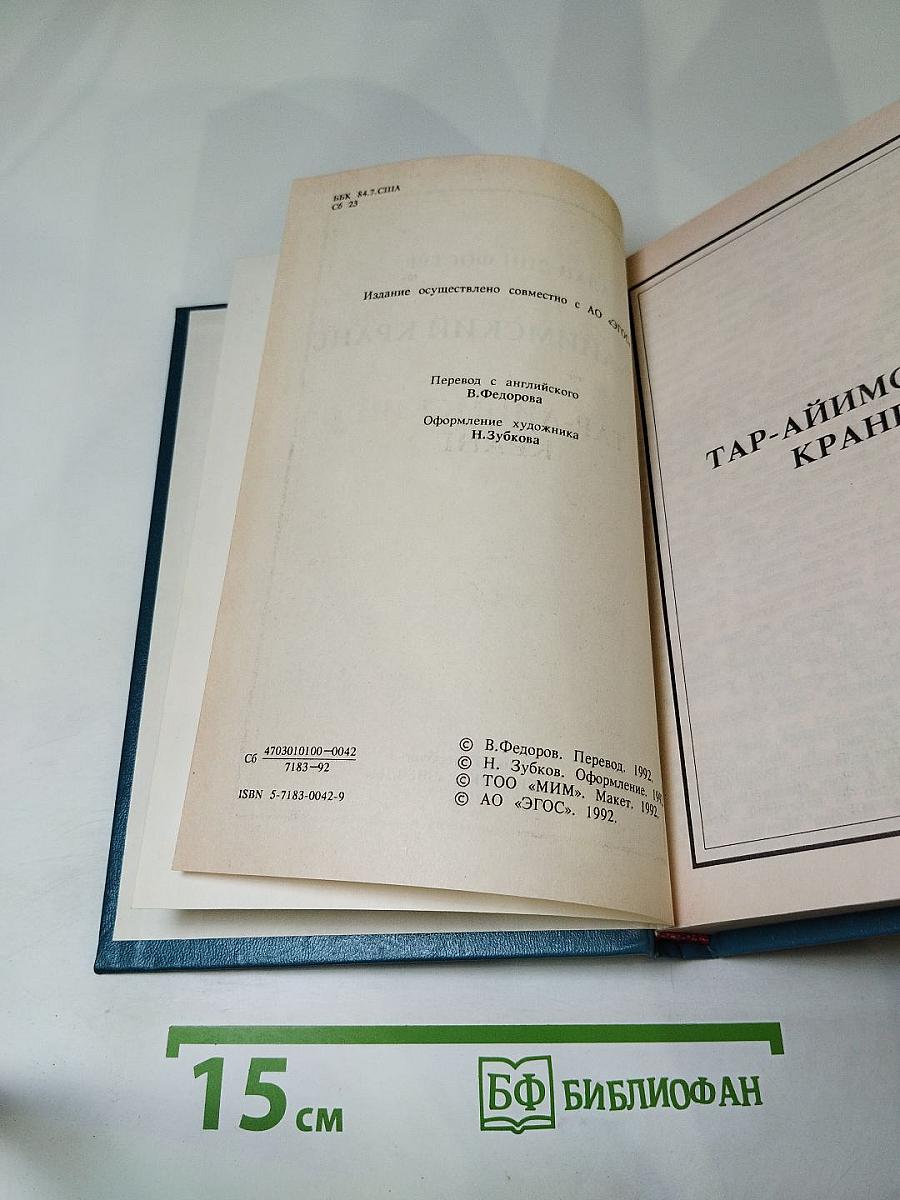 ББК 84.7.США
Сб 23
Издание осуществлено совместно с АО «ЭГОС»
Перевод с английского
В.Федорова
Оформление художника
Н.Зубкова
Сб 4703010100—0042
7183—92
ISBN 5-7183-0042-9
© В.Федоров. Перевод. 1992.
© Н. Зубков. Оформление.
© ТОО «МИМ». Макет. 1992.
© АО «ЭГОС». 1992.
ТАР-АЙИМС
КРАН
15 см
БФ БИБЛИОФАН